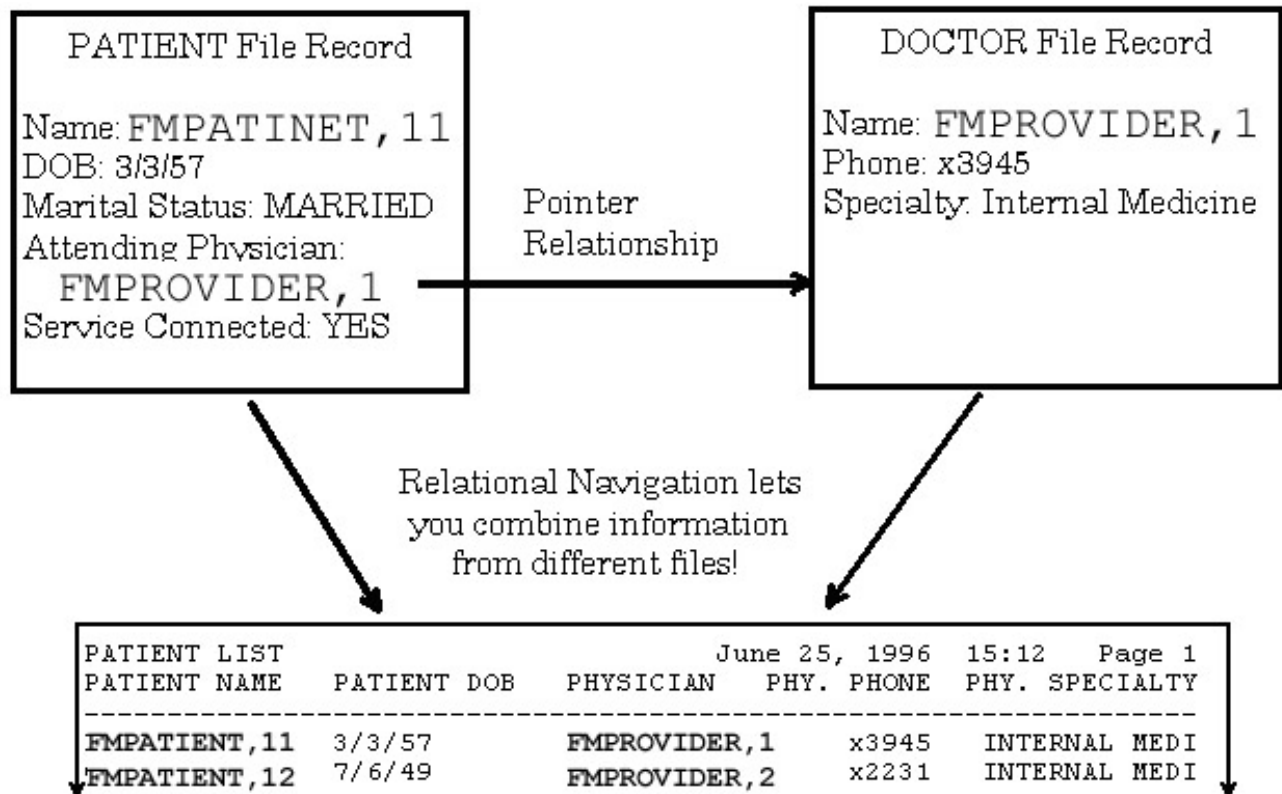 PATIENT File Record
Name: FMPATINET,11
DOB: 3/3/57
Marital Status: MARRIED
Attending Physician:
FMPROVIDER,1
Service Connected: YES
Pointer
Relationship
DOCTOR File Record
Name: FMPROVIDER,1
Phone: x3945
Specialty: Internal Medicine
Relational Navigation lets
you combine information
from different files!
PATIENT LIST June 25, 1996 15:12 Page 1
PATIENT NAME PATIENT DOB PHYSICIAN PHY. PHONE PHY. SPECIALTY
--------------------------------------------------------------------
FMPATIENT,11 3/3/57 FMPROVIDER,1 x3945 INTERNAL MEDI
FMPATIENT,12 7/6/49 FMPROVIDER,2 x2231 INTERNAL MEDI